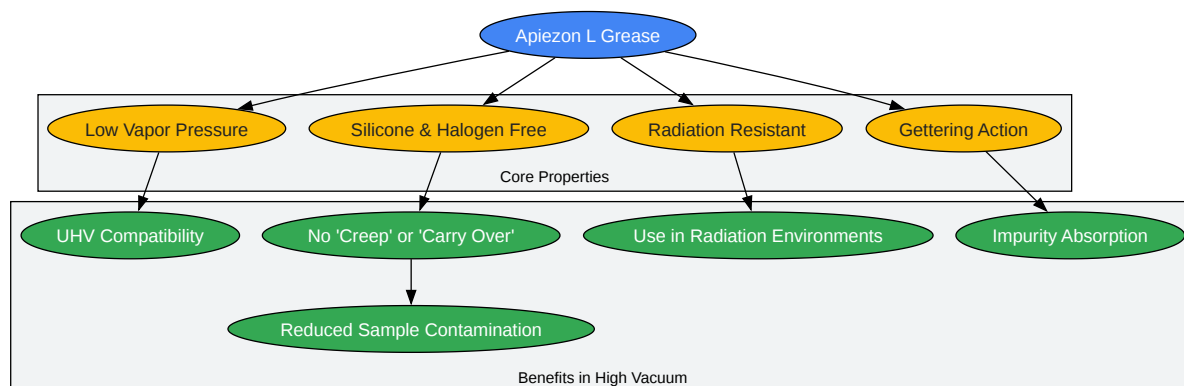 Apiezon L Grease
Low Vapor Pressure
Silicone & Halogen Free
Radiation Resistant
Gettering Action
Core Properties
UHV Compatibility
No 'Creep' or 'Carry Over'
Use in Radiation Environments
Impurity Absorption
Reduced Sample Contamination
Benefits in High Vacuum